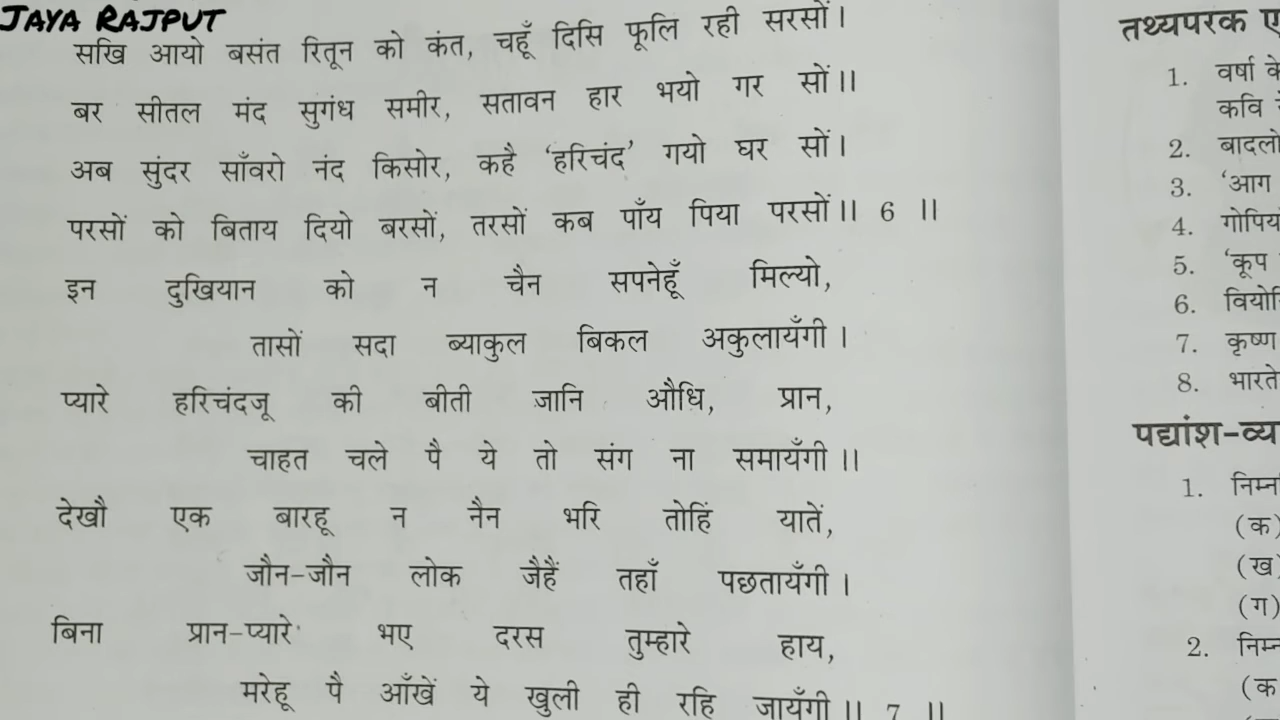 JAYA RAJPUT
सखि आयो बसंत रितून को कंत, चहूँ दिसि फूलि रही सरसों।
बर सीतल मंद सुगंध समीर, सतावन हार भयो गर सों।।
अब सुंदर साँवरो नंद किसोर, कहै ‘हरिचंद’ गयो घर सों।
परसों को बिताय दियो बरसों, तरसों कब पाँय पिया परसों।। 6 ।।
इन दुखियान को न चैन सपनेहूँ मिल्यो,
तासों सदा ब्याकुल बिकल अकुलायँगी।
प्यारे हरिचंदजू की बीती जानि औधि, प्रान,
चाहत चले पै ये तो संग ना समायँगी।।
देखौ एक बारहू न नैन भरि तोहिं यातें,
जौन-जौन लोक जैहैं तहाँ पछतायँगी।
बिना प्रान-प्यारे भए दरस तुम्हारे हाय,
मरेहू पै आँखें ये खुली ही रहि जायँगी।। 7 ।।
तथ्यपरक ए
1. वर्षा के
कवि
2. बादलो
3. ‘आग
4. गोपिय
5. ‘कूप
6. वियोगि
7. कृष्ण
8. भारते
पद्यांश-व्य
1. निम्न
(क)
(ख)
(ग)
2. निम्न
(क